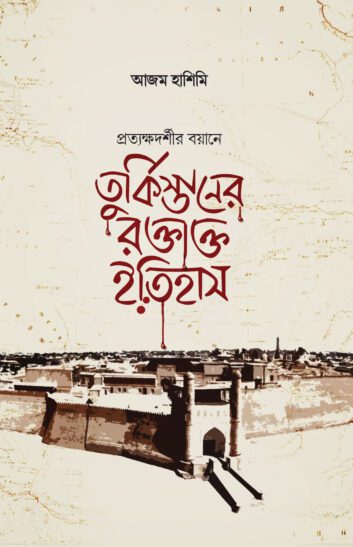 আজম হাশিমি
প্রত্যক্ষদর্শীর বয়ানে
তুর্কিস্তানের
রক্তাক্ত
ইতিহাস